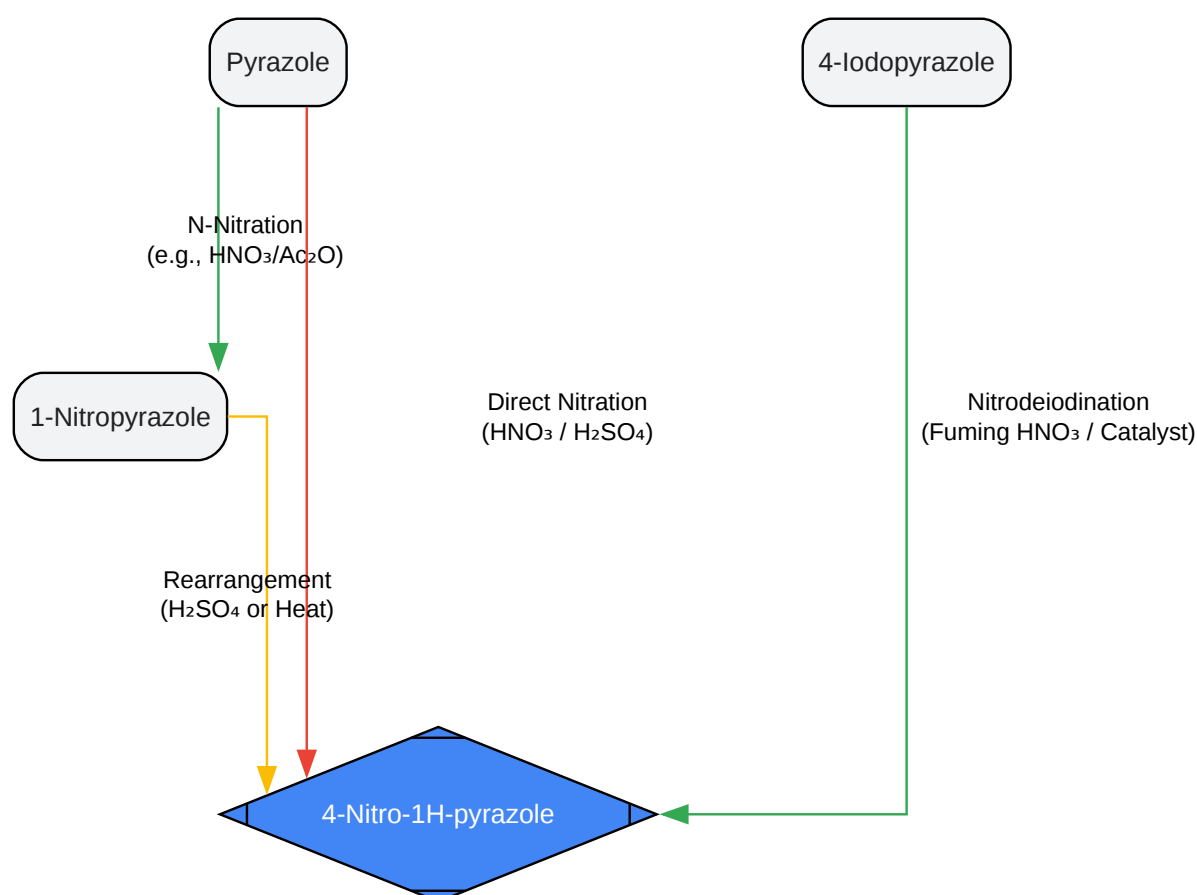 Pyrazole
4-Iodopyrazole
N-Nitration
(e.g., HNO₃/Ac₂O)
1-Nitropyrazole
Direct Nitration
(HNO₃ / H₂SO₄)
Nitrodeiodination
(Fuming HNO₃ / Catalyst)
Rearrangement
(H₂SO₄ or Heat)
4-Nitro-1H-pyrazole